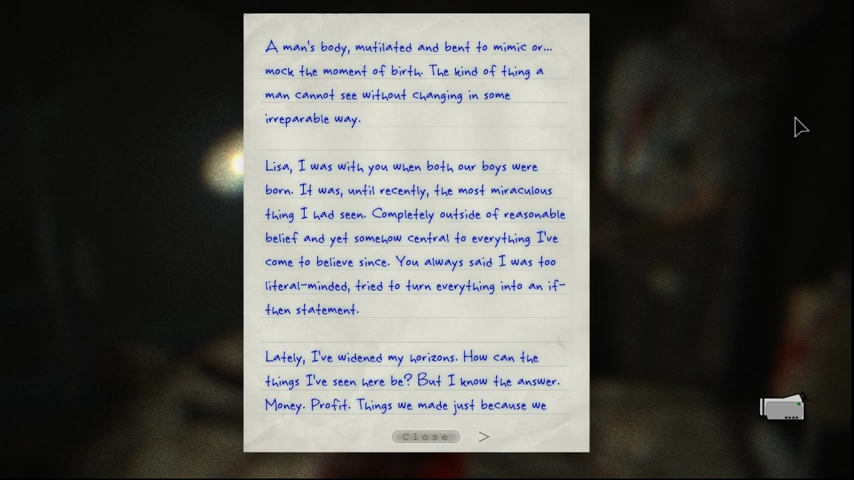 A man's body, mutilated and bent to mimic or...
mock the moment of birth. The kind of thing a
man cannot see without changing in some
irreparable way.
Lisa, I was with you when both our boys were
born. It was, until recently, the most miraculous
thing I had seen. Completely outside of reasonable
belief and yet somehow central to everything I've
come to believe since. You always said I was too
literal-minded, tried to turn everything into an if-
then statement.
Lately, I've widened my horizons. How can the
things I've seen here be? But I know the answer.
Money. Profit. Things we made just because we
Close >